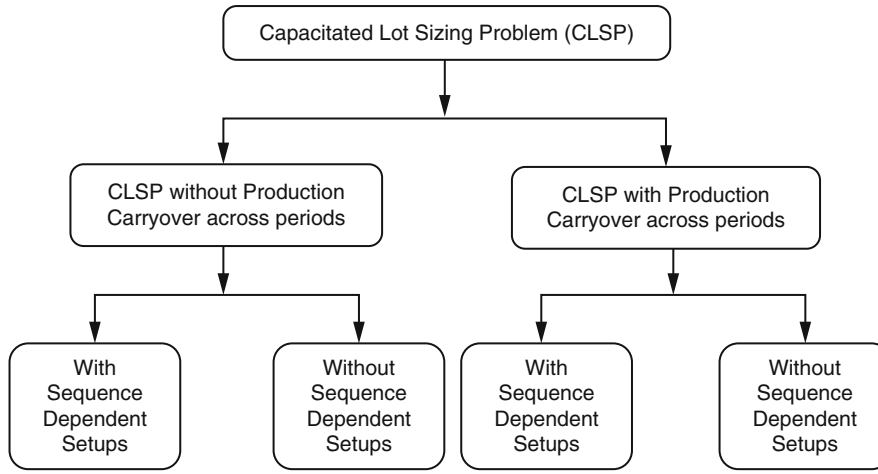 Capacitated Lot Sizing Problem (CLSP)
CLSP without Production
Carryover across periods
CLSP with Production
Carryover across periods
With
Sequence
Dependent
Setups
Without
Sequence
Dependent
Setups
With
Sequence
Dependent
Setups
Without
Sequence
Dependent
Setups